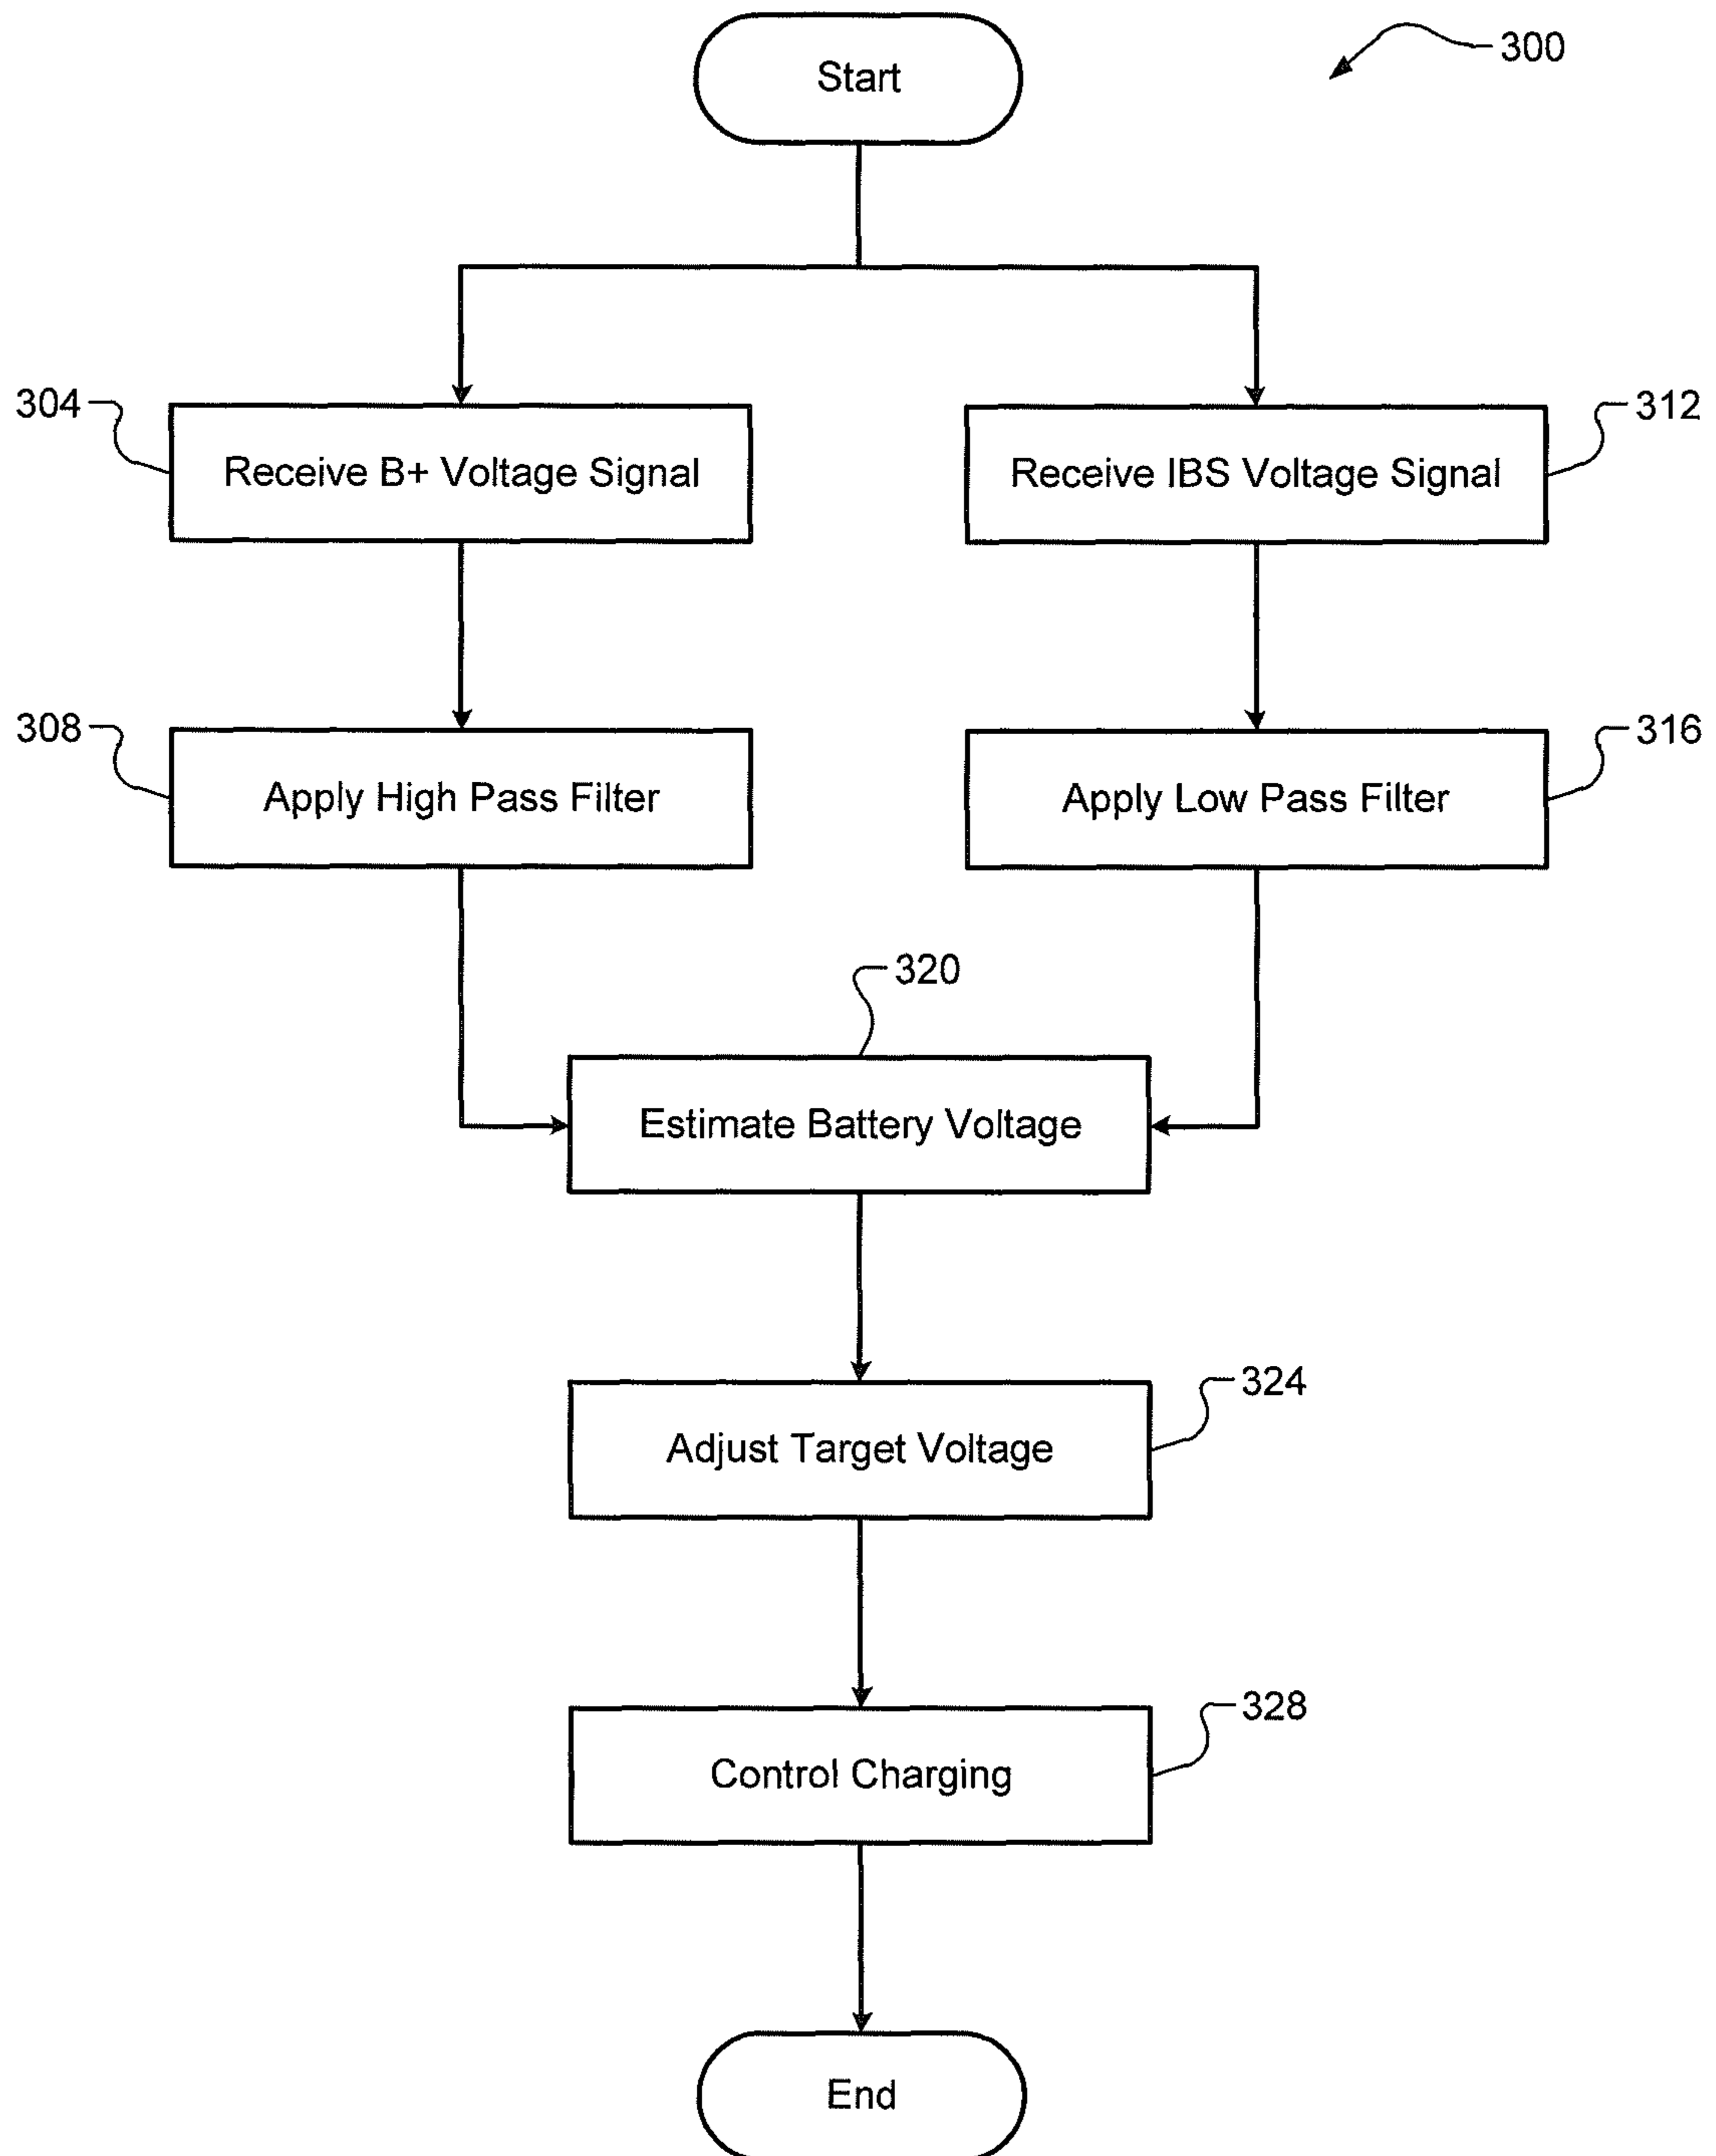 Start
300
304
Receive B+ Voltage Signal
Receive IBS Voltage Signal
312
308
Apply High Pass Filter
Apply Low Pass Filter
316
320
Estimate Battery Voltage
324
Adjust Target Voltage
328
Control Charging
End